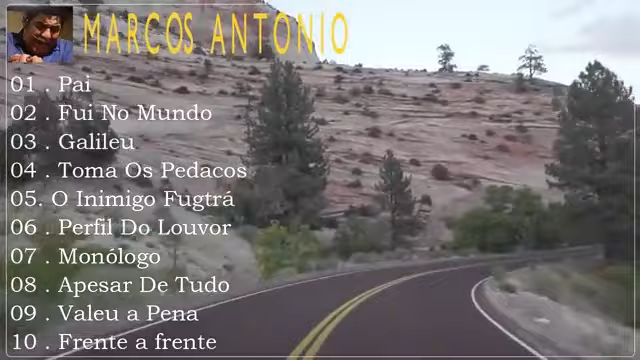 MARCOS ANTONIO
01 . Pai
02 . Fui No Mundo
03 . Galileu
04 . Toma Os Pedacos
05. O Inimigo Fugtrá
06 . Perfil Do Louvor
07 . Monólogo
08 . Apesar De Tudo
09 . Valeu a Pena
10 . Frente a frente